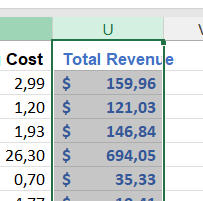 U
Cost Total Revenue
2,99 $ 159,96
1,20 $ 121,03
1,93 $ 146,84
26,30 $ 694,05
0,70 $ 35,33